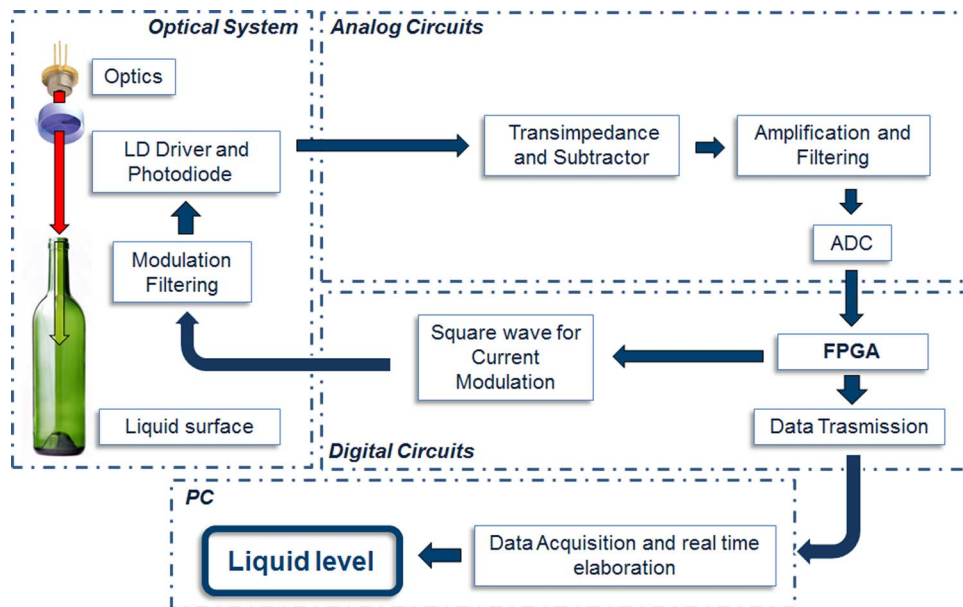 Optical System
Analog Circuits
Optics
LD Driver and
Photodiode
Transimpedance
and Subtractor
Amplification and
Filtering
Modulation
Filtering
ADC
Square wave for
Current
Modulation
FPGA
Liquid surface
Data Trasmission
Digital Circuits
PC
Liquid level
Data Acquisition and real time
elaboration